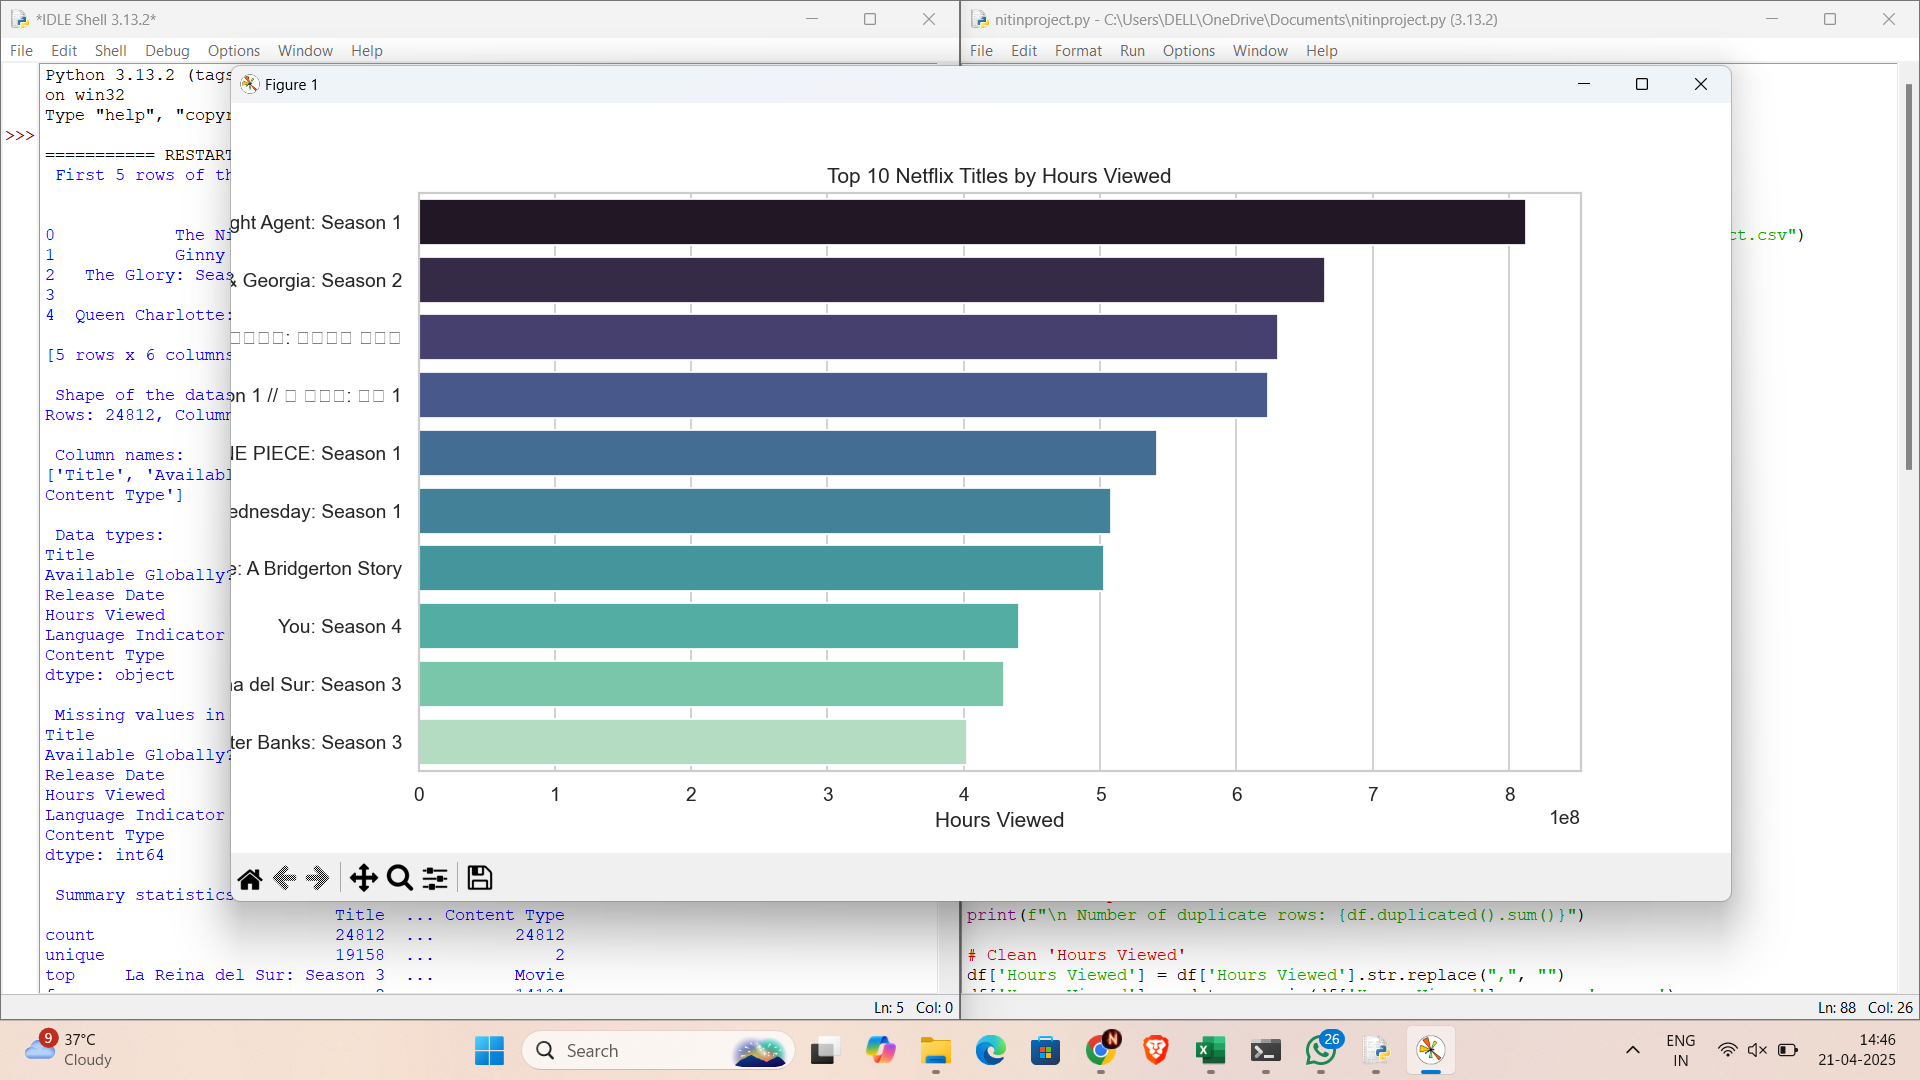 *IDLE Shell 3.13.2*
File Edit Shell Debug Options Window Help
Python 3.13.2 (tags
on win32
Type "help", "copyr
>>>
=========== RESTART
First 5 rows of th
0 The Ni
1 Ginny
2 The Glory: Seas
3
4 Queen Charlotte:
[5 rows x 6 columns
Shape of the datas
Rows: 24812, Column
Column names:
['Title', 'Availabl
Content Type']
Data types:
Title
Available Globally?
Release Date
Hours Viewed
Language Indicator
Content Type
dtype: object
Missing values in
Title
Available Globally?
Release Date
Hours Viewed
Language Indicator
Content Type
dtype: int64
Summary statistics
Title ... Content Type
count 24812 ... 24812
unique 19158 ... 2
top La Reina del Sur: Season 3 ... Movie
Ln: 5 Col: 0
nitinproject.py - C:\Users\DELL\OneDrive\Documents\nitinproject.py (3.13.2)
File Edit Format Run Options Window Help
ct.csv")
print(f"\n Number of duplicate rows: {df.duplicated().sum()}")
# Clean 'Hours Viewed'
df['Hours Viewed'] = df['Hours Viewed'].str.replace(",", "")
Ln: 88 Col: 26
Figure 1
Top 10 Netflix Titles by Hours Viewed
ght Agent: Season 1
& Georgia: Season 2
□□□□: □□□□ □□□
on 1 // □ □□□: □□ 1
NE PIECE: Season 1
ednesday: Season 1
e: A Bridgerton Story
You: Season 4
na del Sur: Season 3
ter Banks: Season 3
0 1 2 3 4 5 6 7 8
1e8
Hours Viewed
9
37°C
Cloudy
Search
N
26
ENG
IN
14:46
21-04-2025